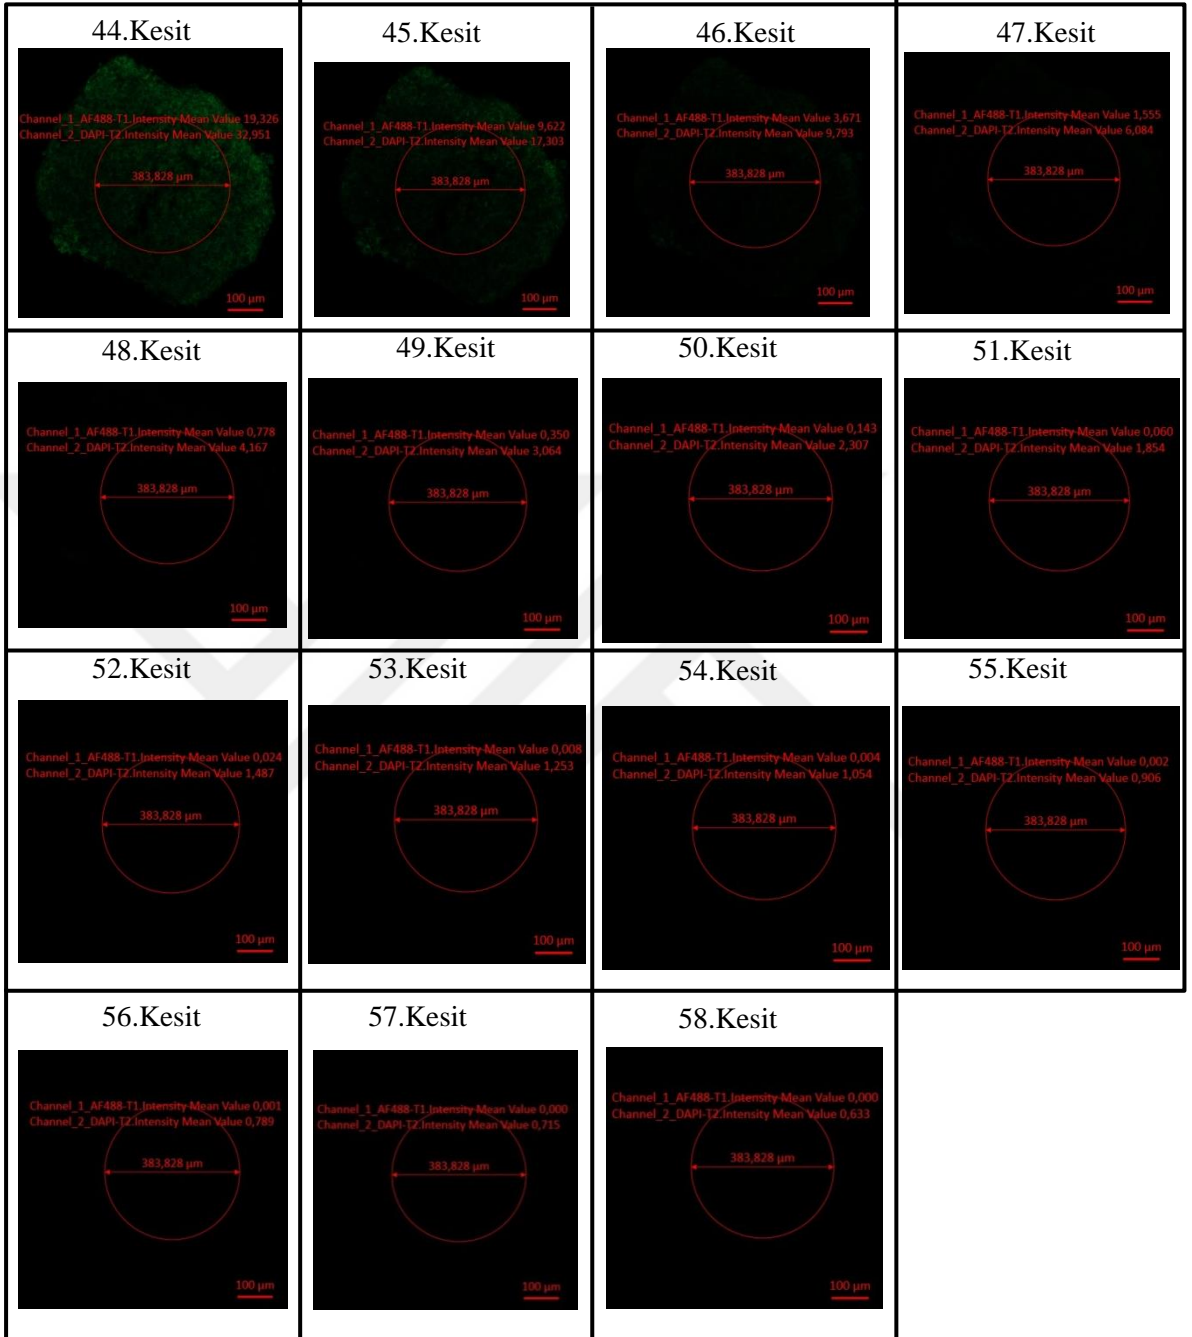 44.Kesit
Channel_1_AF488-T1.Intensity Mean Value 19,326
Channel_2_DAPI-T2.Intensity Mean Value 32,951
383,828 µm
100 µm
45.Kesit
Channel_1_AF488-T1.Intensity Mean Value 9,622
Channel_2_DAPI-T2.Intensity Mean Value 17,303
383,828 µm
100 µm
46.Kesit
Channel_1_AF488-T1.Intensity Mean Value 3,671
Channel_2_DAPI-T2.Intensity Mean Value 9,793
383,828 µm
100 µm
47.Kesit
Channel_1_AF488-T1.Intensity Mean Value 1,555
Channel_2_DAPI-T2.Intensity Mean Value 6,084
383,828 µm
100 µm
48.Kesit
Channel_1_AF488-T1.Intensity Mean Value 0,778
Channel_2_DAPI-T2.Intensity Mean Value 4,167
383,828 µm
100 µm
49.Kesit
Channel_1_AF488-T1.Intensity Mean Value 0,350
Channel_2_DAPI-T2.Intensity Mean Value 3,064
383,828 µm
100 µm
50.Kesit
Channel_1_AF488-T1.Intensity Mean Value 0,143
Channel_2_DAPI-T2.Intensity Mean Value 2,307
383,828 µm
100 µm
51.Kesit
Channel_1_AF488-T1.Intensity Mean Value 0,060
Channel_2_DAPI-T2.Intensity Mean Value 1,854
383,828 µm
100 µm
52.Kesit
Channel_1_AF488-T1.Intensity Mean Value 0,024
Channel_2_DAPI-T2.Intensity Mean Value 1,487
383,828 µm
100 µm
53.Kesit
Channel_1_AF488-T1.Intensity Mean Value 0,008
Channel_2_DAPI-T2.Intensity Mean Value 1,253
383,828 µm
100 µm
54.Kesit
Channel_1_AF488-T1.Intensity Mean Value 0,004
Channel_2_DAPI-T2.Intensity Mean Value 1,054
383,828 µm
100 µm
55.Kesit
Channel_1_AF488-T1.Intensity Mean Value 0,002
Channel_2_DAPI-T2.Intensity Mean Value 0,906
383,828 µm
100 µm
56.Kesit
Channel_1_AF488-T1.Intensity Mean Value 0,001
Channel_2_DAPI-T2.Intensity Mean Value 0,789
383,828 µm
100 µm
57.Kesit
Channel_1_AF488-T1.Intensity Mean Value 0,000
Channel_2_DAPI-T2.Intensity Mean Value 0,715
383,828 µm
100 µm
58.Kesit
Channel_1_AF488-T1.Intensity Mean Value 0,000
Channel_2_DAPI-T2.Intensity Mean Value 0,633
383,828 µm
100 µm